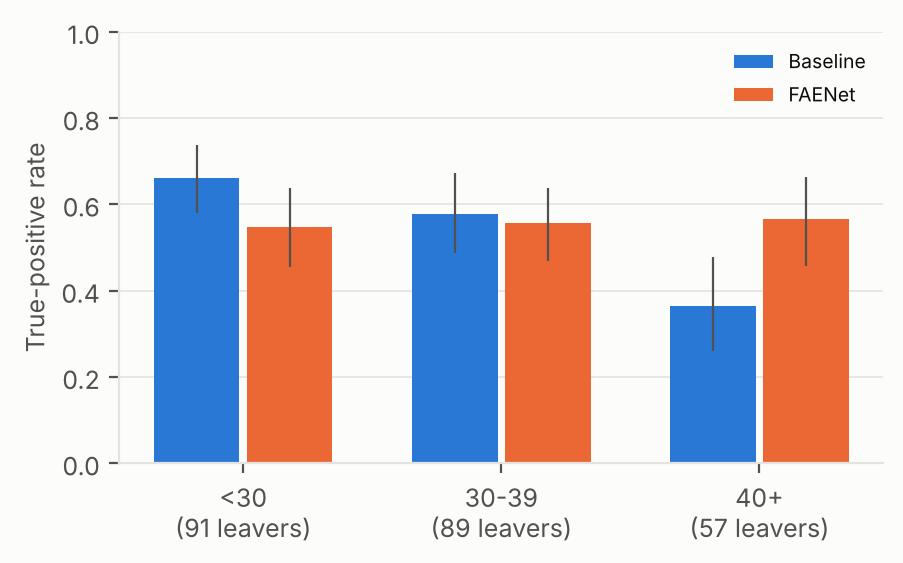 1.0
0.8
0.6
0.4
0.2
0.0
True-positive rate
Baseline
FAENet
<30
(91 leavers)
30-39
(89 leavers)
40+
(57 leavers)